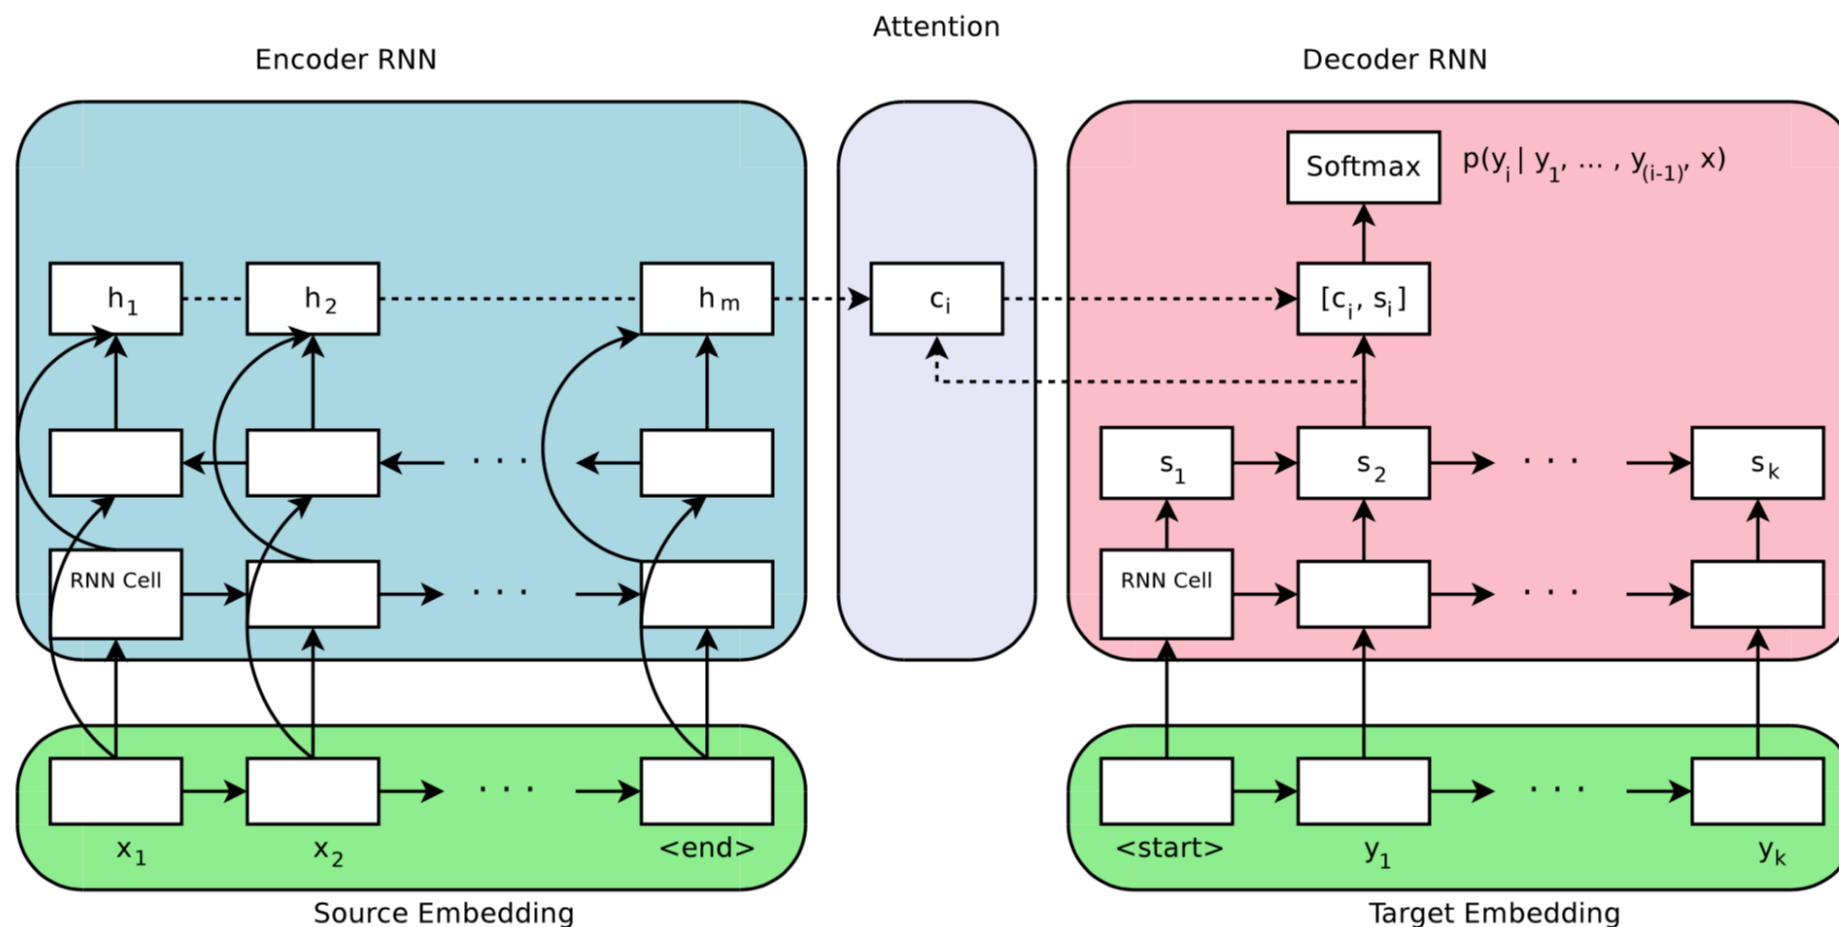 Attention
Encoder RNN
Decoder RNN
Softmax
p(y_i | y_1, ... , y_(i-1), x)
h_1
h_2
h_m
c_i
[c_i, s_i]
. . .
s_1
s_2
. . .
s_k
RNN Cell
. . .
RNN Cell
. . .
. . .
. . .
x_1
x_2
<end>
<start>
y_1
y_k
Source Embedding
Target Embedding